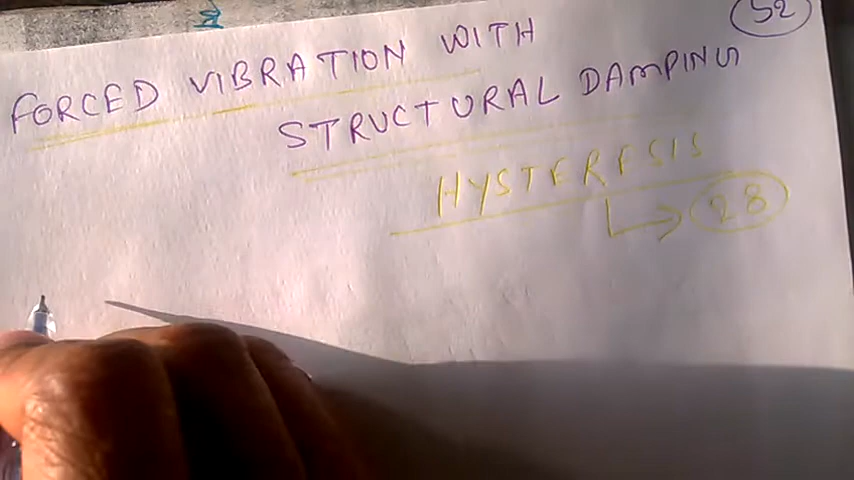 52
FORCED VIBRATION WITH
STRUCTURAL DAMPING
HYSTERESIS
28